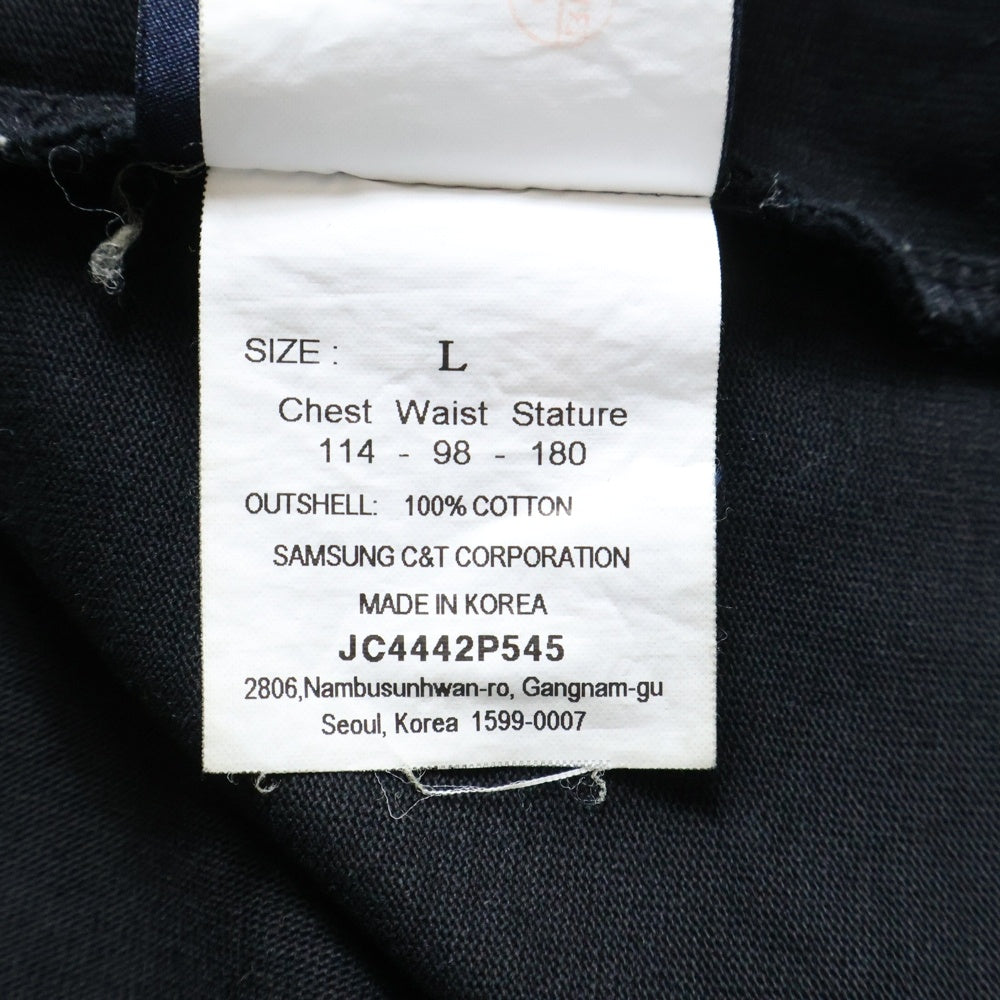 SIZE : L
Chest Waist Stature
114 - 98 - 180
OUTSHELL: 100% COTTON
SAMSUNG C&T CORPORATION
MADE IN KOREA
JC4442P545
2806,Nambusunhwan-ro, Gangnam-gu
Seoul, Korea 1599-0007